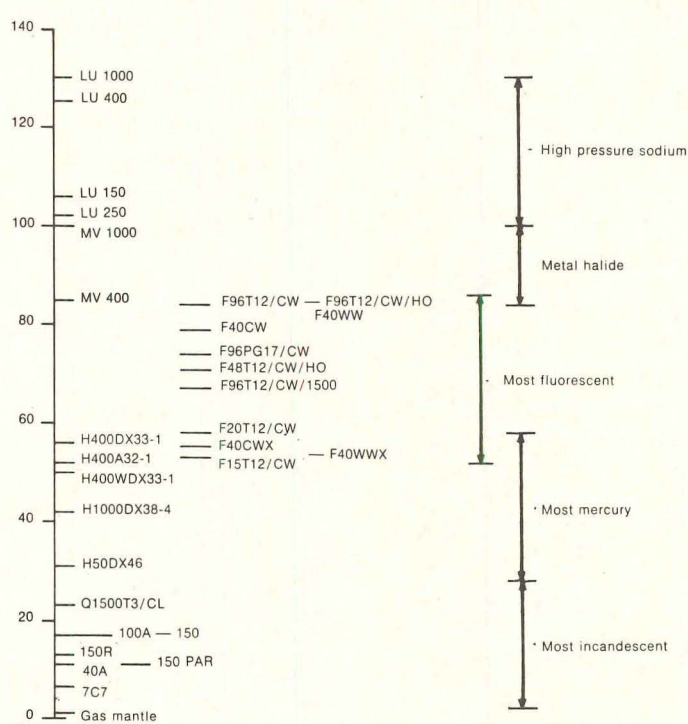 140
LU 1000
LU 400
120
High pressure sodium
LU 150
LU 250
100
MV 1000
Metal halide
MV 400
F96T12/CW — F96T12/CW/HO
F40WW
80
F40CW
F96PG17/CW
F48T12/CW/HO
F96T12/CW/1500
Most fluorescent
60
F20T12/CW
H400DX33-1
F40CWX
F40WWX
H400A32-1
F15T12/CW
H400WDX33-1
40
H1000DX38-4
Most mercury
H50DX46
Q1500T3/CL
20
100A — 150
150R
150 PAR
40A
Most incandescent
7C7
0
Gas mantle